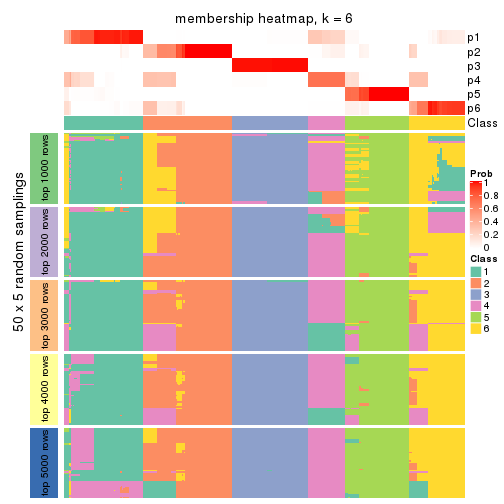 membership heatmap, k = 6
p1
p2
p3
p4
p5
p6
Class
50 x 5 random samplings
top 1000 rows
top 2000 rows
top 3000 rows
top 4000 rows
top 5000 rows
Prob
1
0.8
0.6
0.4
0.2
0
Class
1
2
3
4
5
6